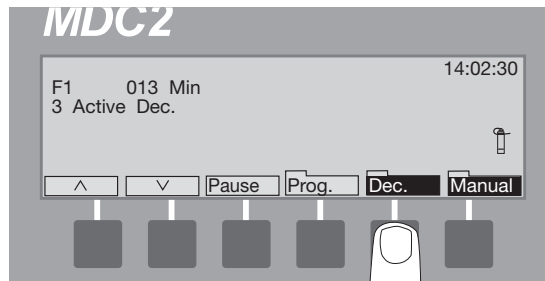 MDC2
14:02:30
F1 013 Min
3 Active Dec.
∧ ∨ Pause Prog. Dec. Manual